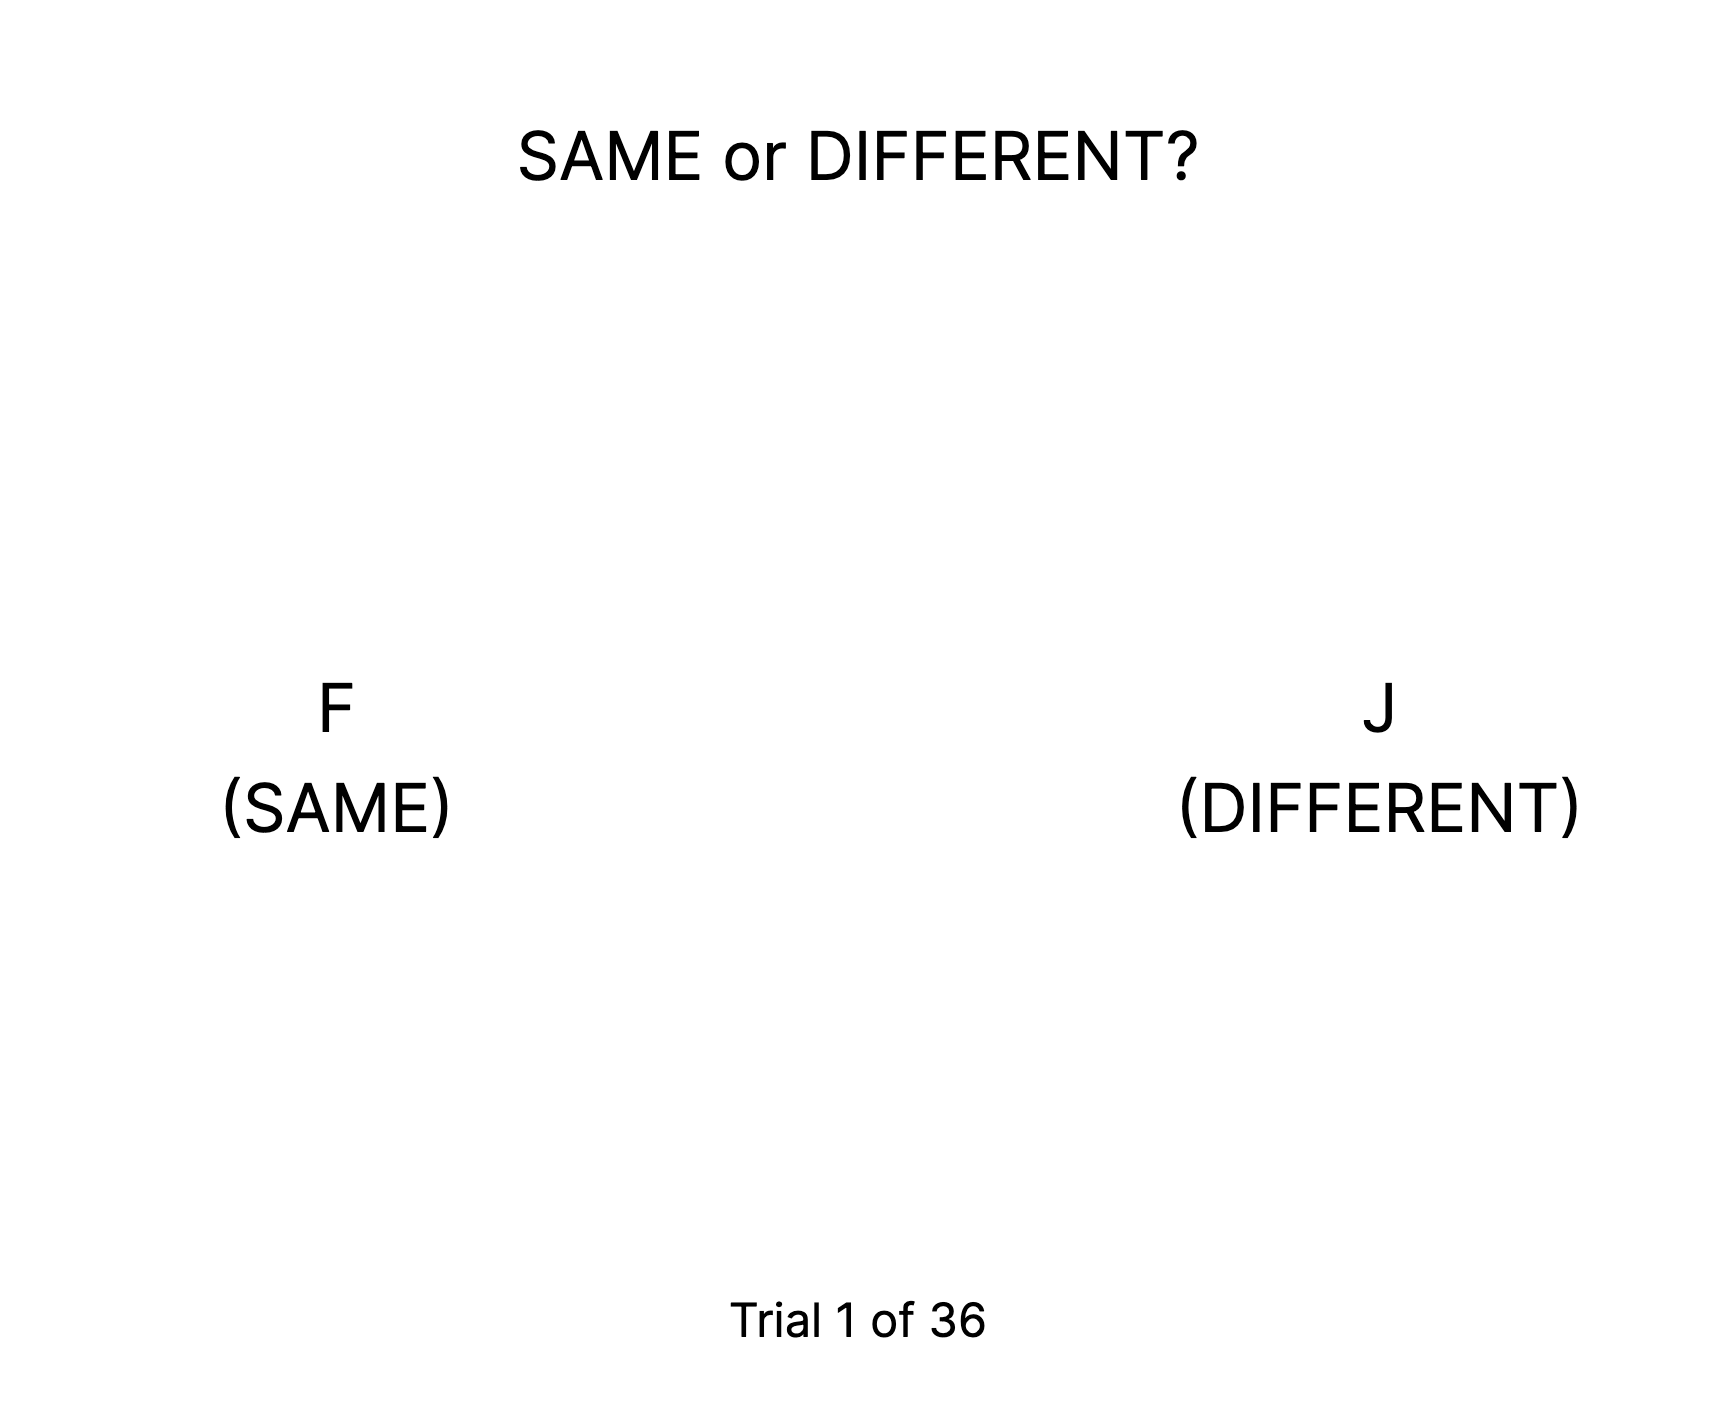 SAME or DIFFERENT?
F
(SAME)
J
(DIFFERENT)
Trial 1 of 36